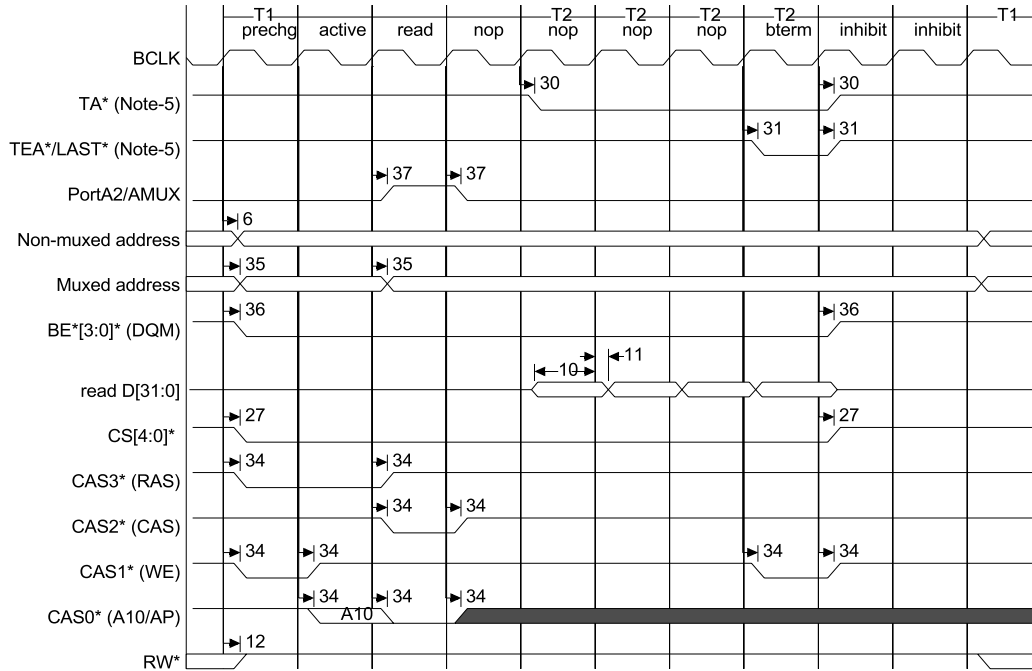 T1 T2 T2 T2 T2 T1
prechg active read nop nop nop nop bterm inhibit inhibit
BCLK
30 30
TA* (Note-5)
31 31
TEA*/LAST* (Note-5)
37 37
PortA2/AMUX
6
Non-muxed address
35 35
Muxed address
36 36
BE*[3:0]* (DQM)
11
10
read D[31:0]
27 27
CS[4:0]*
34 34
CAS3* (RAS)
34 34
CAS2* (CAS)
34 34 34 34
CAS1* (WE)
34 34 34
CAS0* (A10/AP) A10
12
RW*